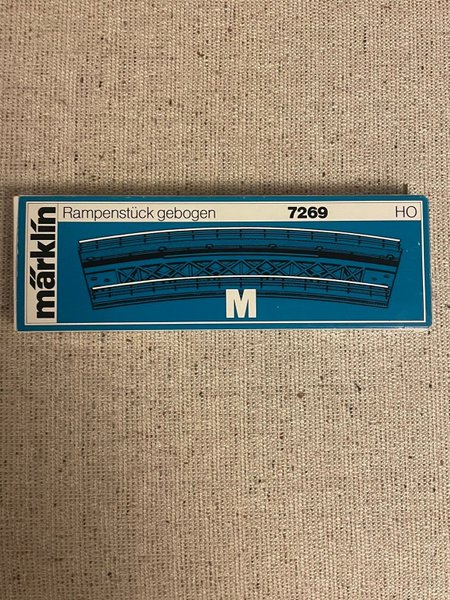 märklin
Rampenstück gebogen 7269 HO
M